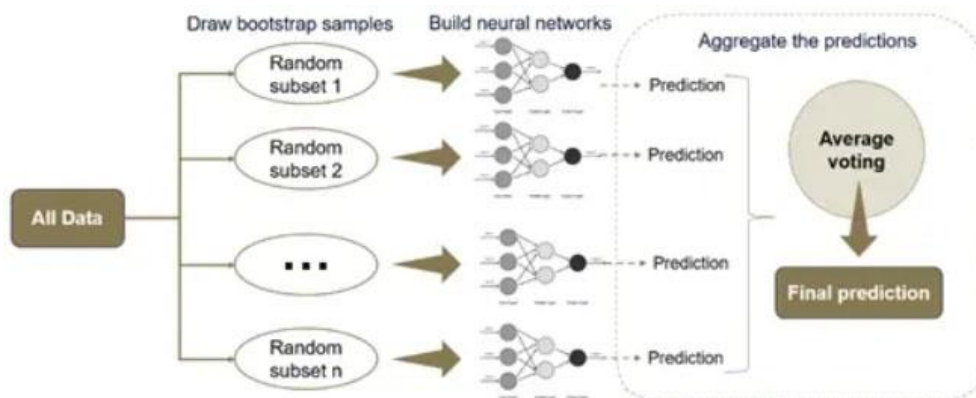 Draw bootstrap samples
Build neural networks
Aggregate the predictions
All Data
Random
subset 1
Prediction
Random
subset 2
Prediction
...
Prediction
Random
subset n
Prediction
Average
voting
Final prediction